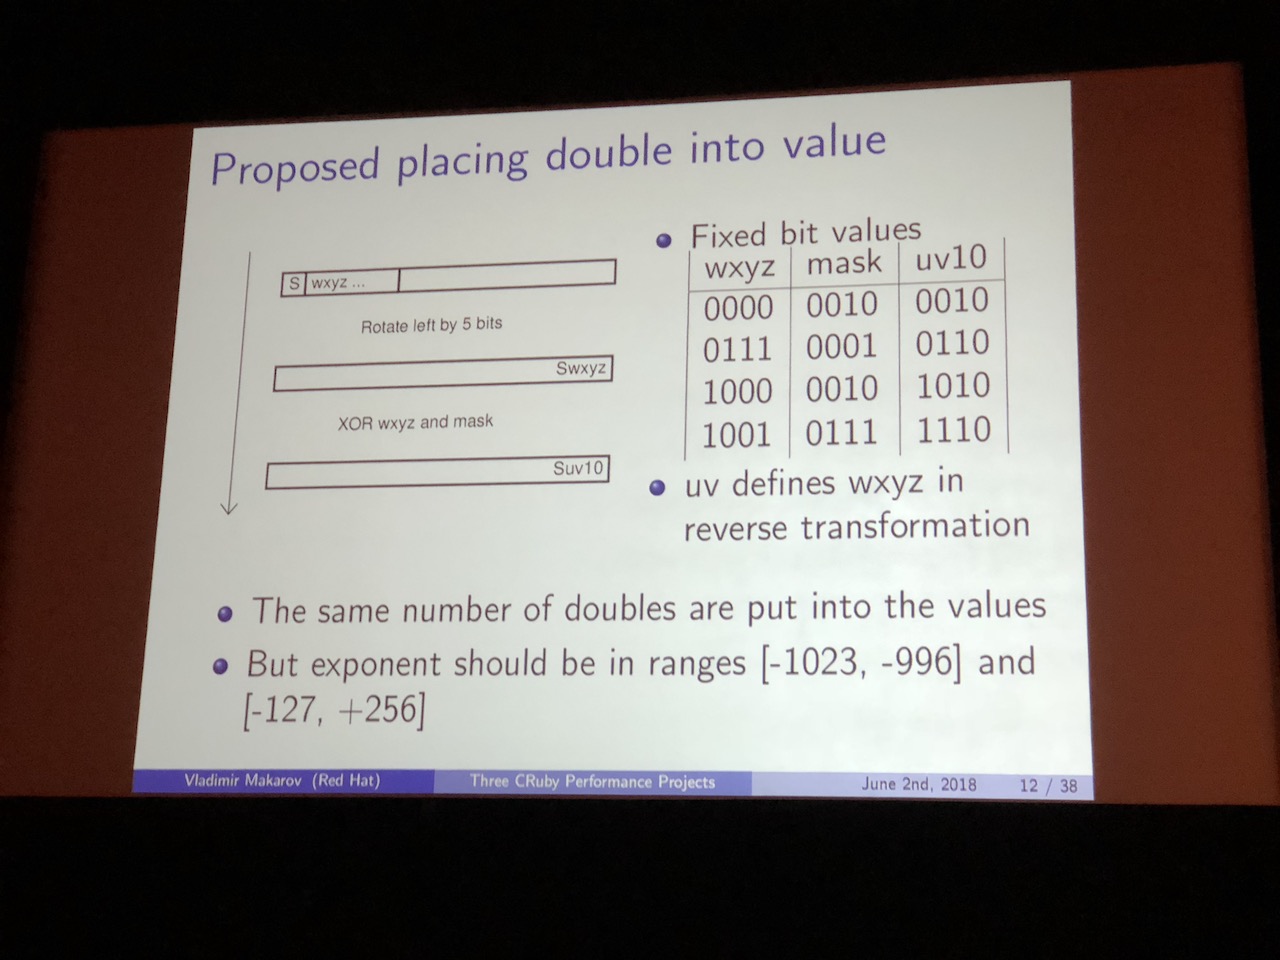 Proposed placing double into value
S wxyz ...
Rotate left by 5 bits
Swxyz
XOR wxyz and mask
Suv10
Fixed bit values
wxyz mask uv10
0000 0010 0010
0111 0001 0110
1000 0010 1010
1001 0111 1110
uv defines wxyz in
reverse transformation
The same number of doubles are put into the values
But exponent should be in ranges [-1023, -996] and
[-127, +256]
Vladimir Makarov (Red Hat) Three CRuby Performance Projects June 2nd, 2018 12 / 38